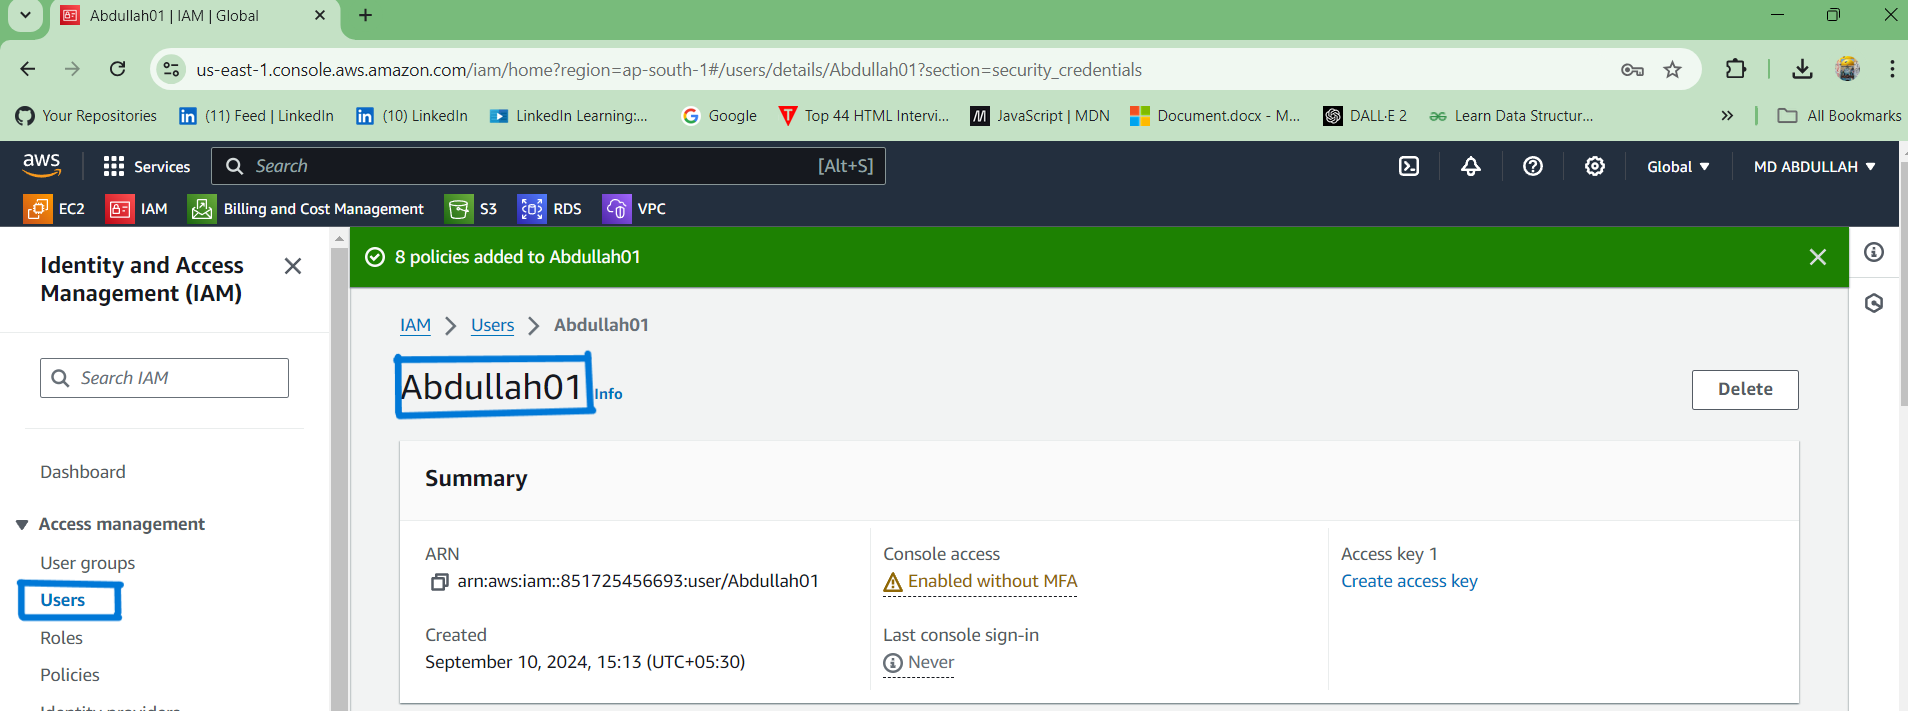 Abdullah01 | IAM | Global
us-east-1.console.aws.amazon.com/iam/home?region=ap-south-1#/users/details/Abdullah01?section=security_credentials
Your Repositories
(11) Feed | LinkedIn
(10) LinkedIn
LinkedIn Learning:...
Google
Top 44 HTML Intervi...
JavaScript | MDN
Document.docx - M...
DALL·E 2
Learn Data Structur...
All Bookmarks
aws
Services
Search
[Alt+S]
Global
MD ABDULLAH
EC2
IAM
Billing and Cost Management
S3
RDS
VPC
Identity and Access
Management (IAM)
Search IAM
Dashboard
Access management
User groups
Users
Roles
Policies
Identity providers
8 policies added to Abdullah01
IAM > Users > Abdullah01
Abdullah01 Info
Delete
Summary
ARN
arn:aws:iam::851725456693:user/Abdullah01
Created
September 10, 2024, 15:13 (UTC+05:30)
Console access
Enabled without MFA
Last console sign-in
Never
Access key 1
Create access key